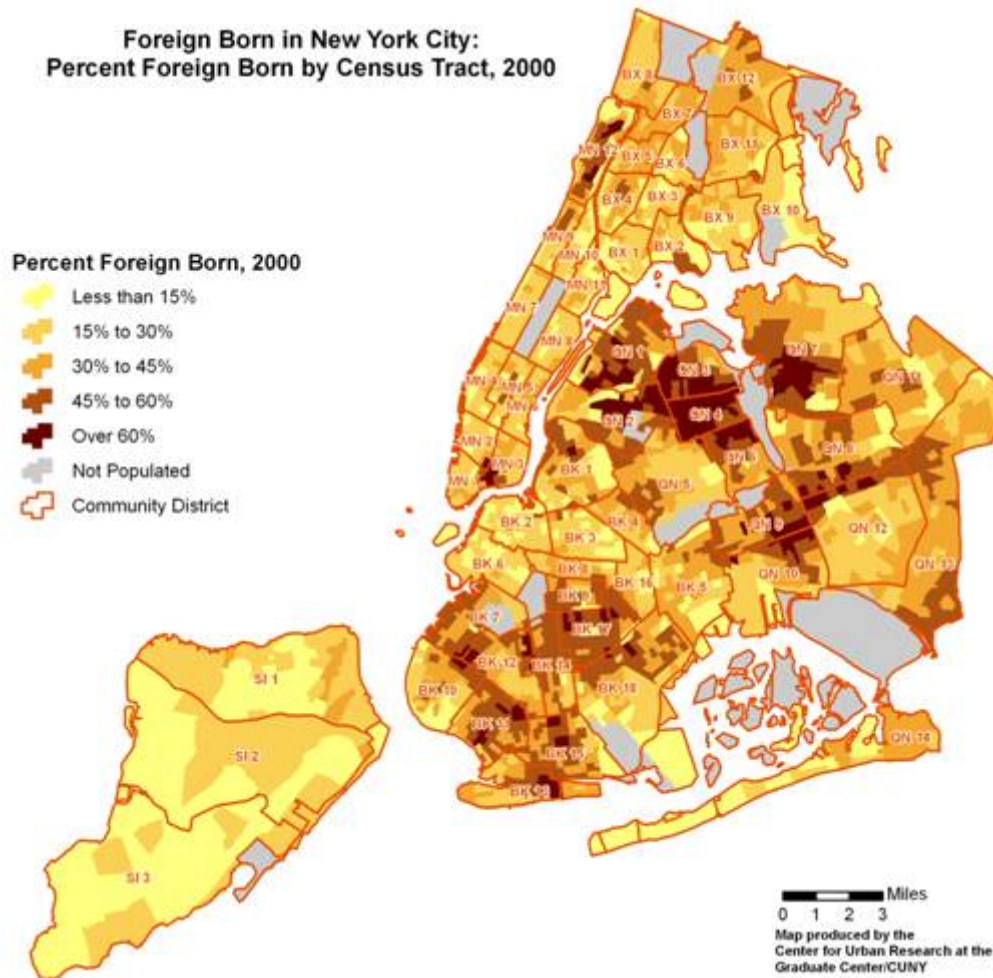 Foreign Born in New York City:
Percent Foreign Born by Census Tract, 2000
Percent Foreign Born, 2000
Less than 15%
15% to 30%
30% to 45%
45% to 60%
Over 60%
Not Populated
Community District
BX 8
BX 12
BX 7
MN 12
BX 5
BX 6
BX 11
BX 4
BX 3
BX 9
BX 10
MN 9
MN 10
BX 1
BX 2
MN 11
MN 7
MN 8
QN 1
QN 3
QN 7
QN 11
MN 4
MN 5
MN
QN 2
QN 4
MN 2
MN 3
MN
BK 1
QN 6
QN 8
QN 5
BK 2
BK 4
BK 3
QN 9
QN 12
BK 6
BK 8
BK 16
BK 5
QN 10
QN 13
BK 9
BK 7
BK 17
BK 12
BK 14
BK 10
BK 18
BK 11
BK 15
BK 13
QN 14
SI 1
SI 2
SI 3
Miles
0 1 2 3
Map produced by the
Center for Urban Research at the
Graduate Center/CUNY